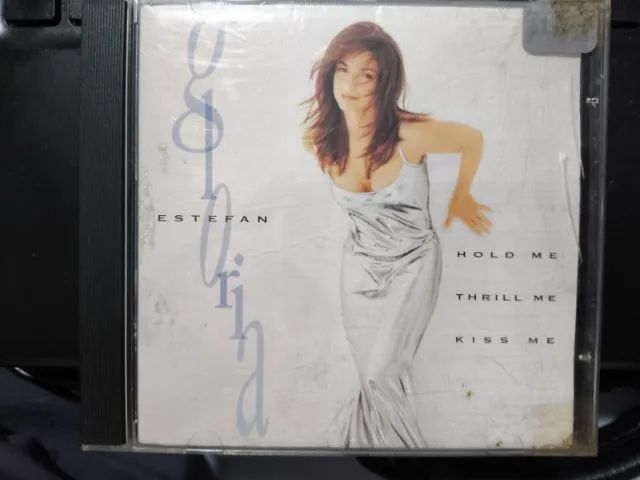 gloria
ESTEFAN
HOLD ME
THRILL ME
KISS ME